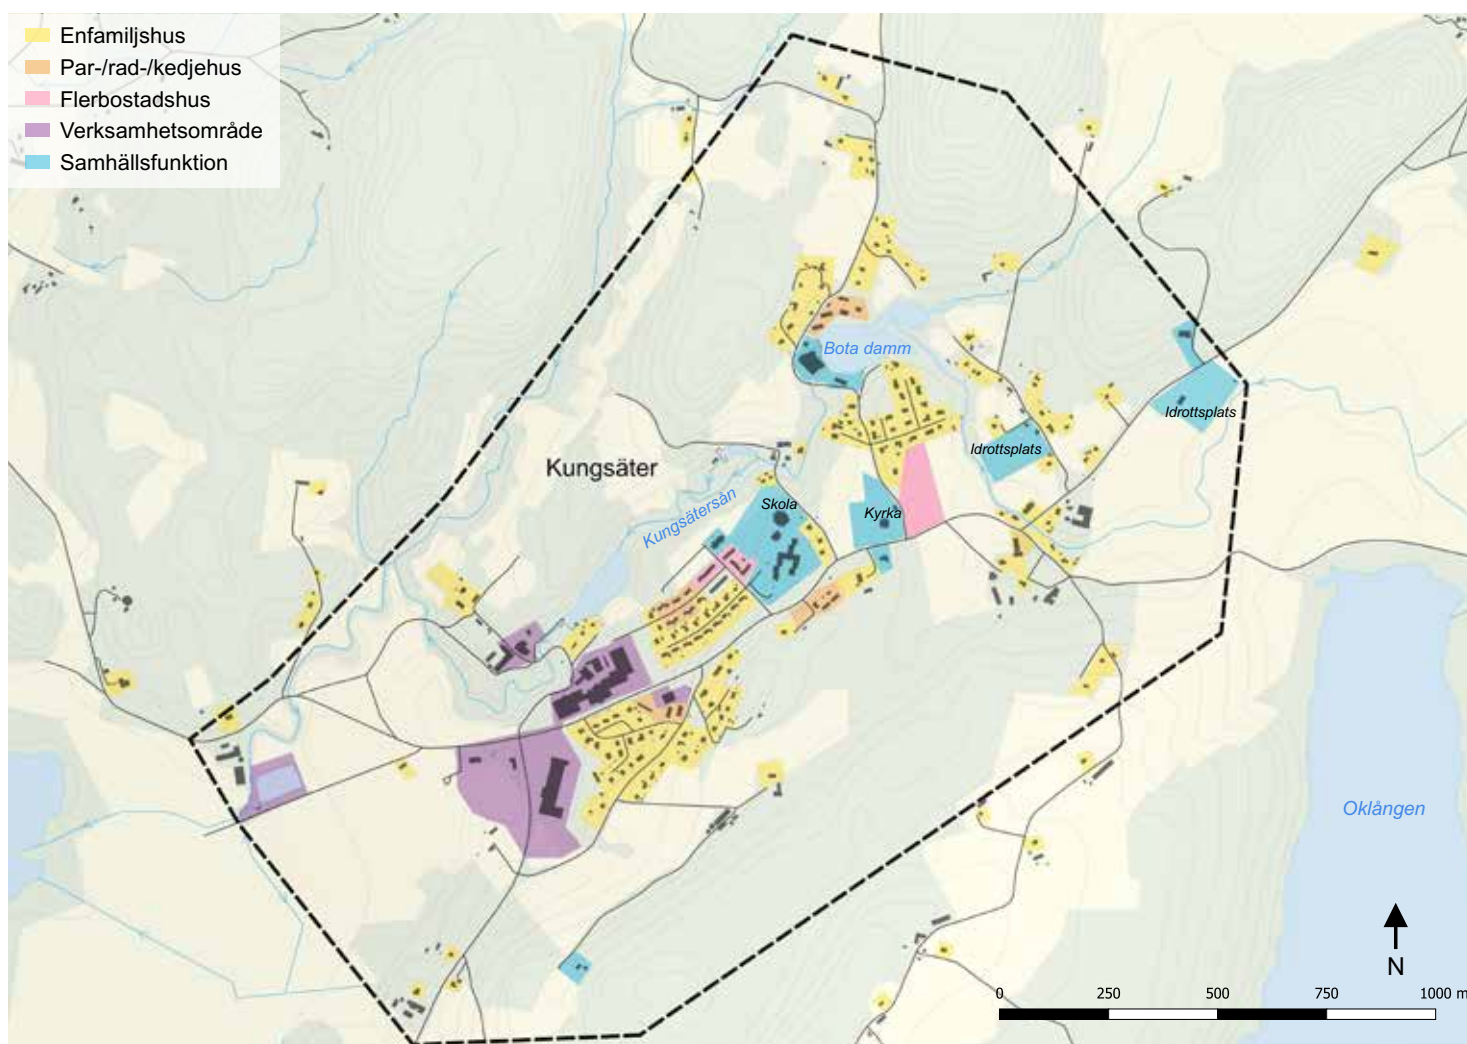 Enfamiljshus
Par-/rad-/kedjehus
Flerbostadshus
Verksamhetsområde
Samhällsfunktion
Bota damm
Idrottsplats
Idrottsplats
Kungsäter
Skola
Kungsätersån
Kyrka
Oklången
N
0 250 500 750 1000 m